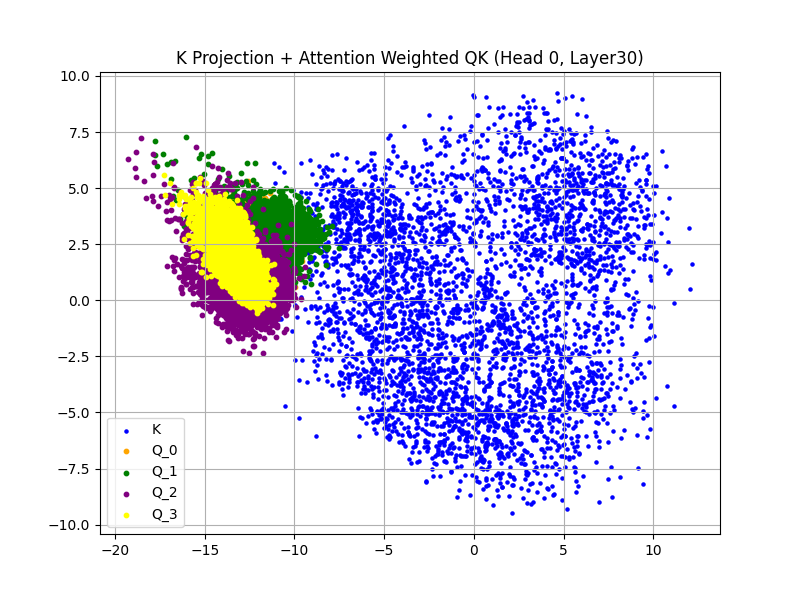 K Projection + Attention Weighted QK (Head 0, Layer30)
10.0
7.5
5.0
2.5
0.0
−2.5
−5.0
−7.5
−10.0
K
Q_0
Q_1
Q_2
Q_3
−20 −15 −10 −5 0 5 10